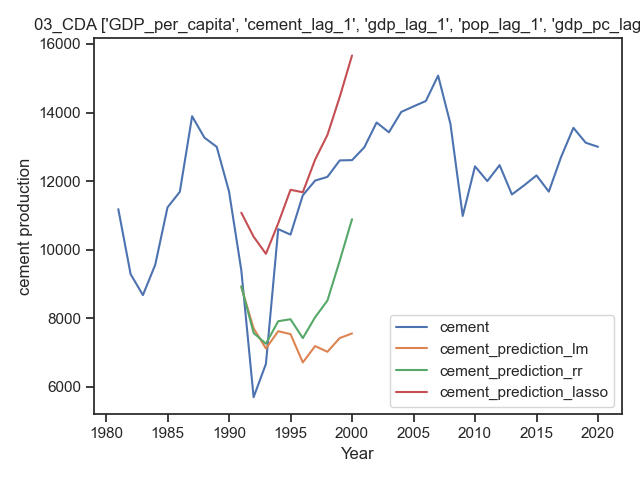 03_CDA ['GDP_per_capita', 'cement_lag_1', 'gdp_lag_1', 'pop_lag_1', 'gdp_pc_lag
16000
14000
12000
10000
8000
6000
cement production
cement
cement_prediction_lm
cement_prediction_rr
cement_prediction_lasso
1980 1985 1990 1995 2000 2005 2010 2015 2020
Year